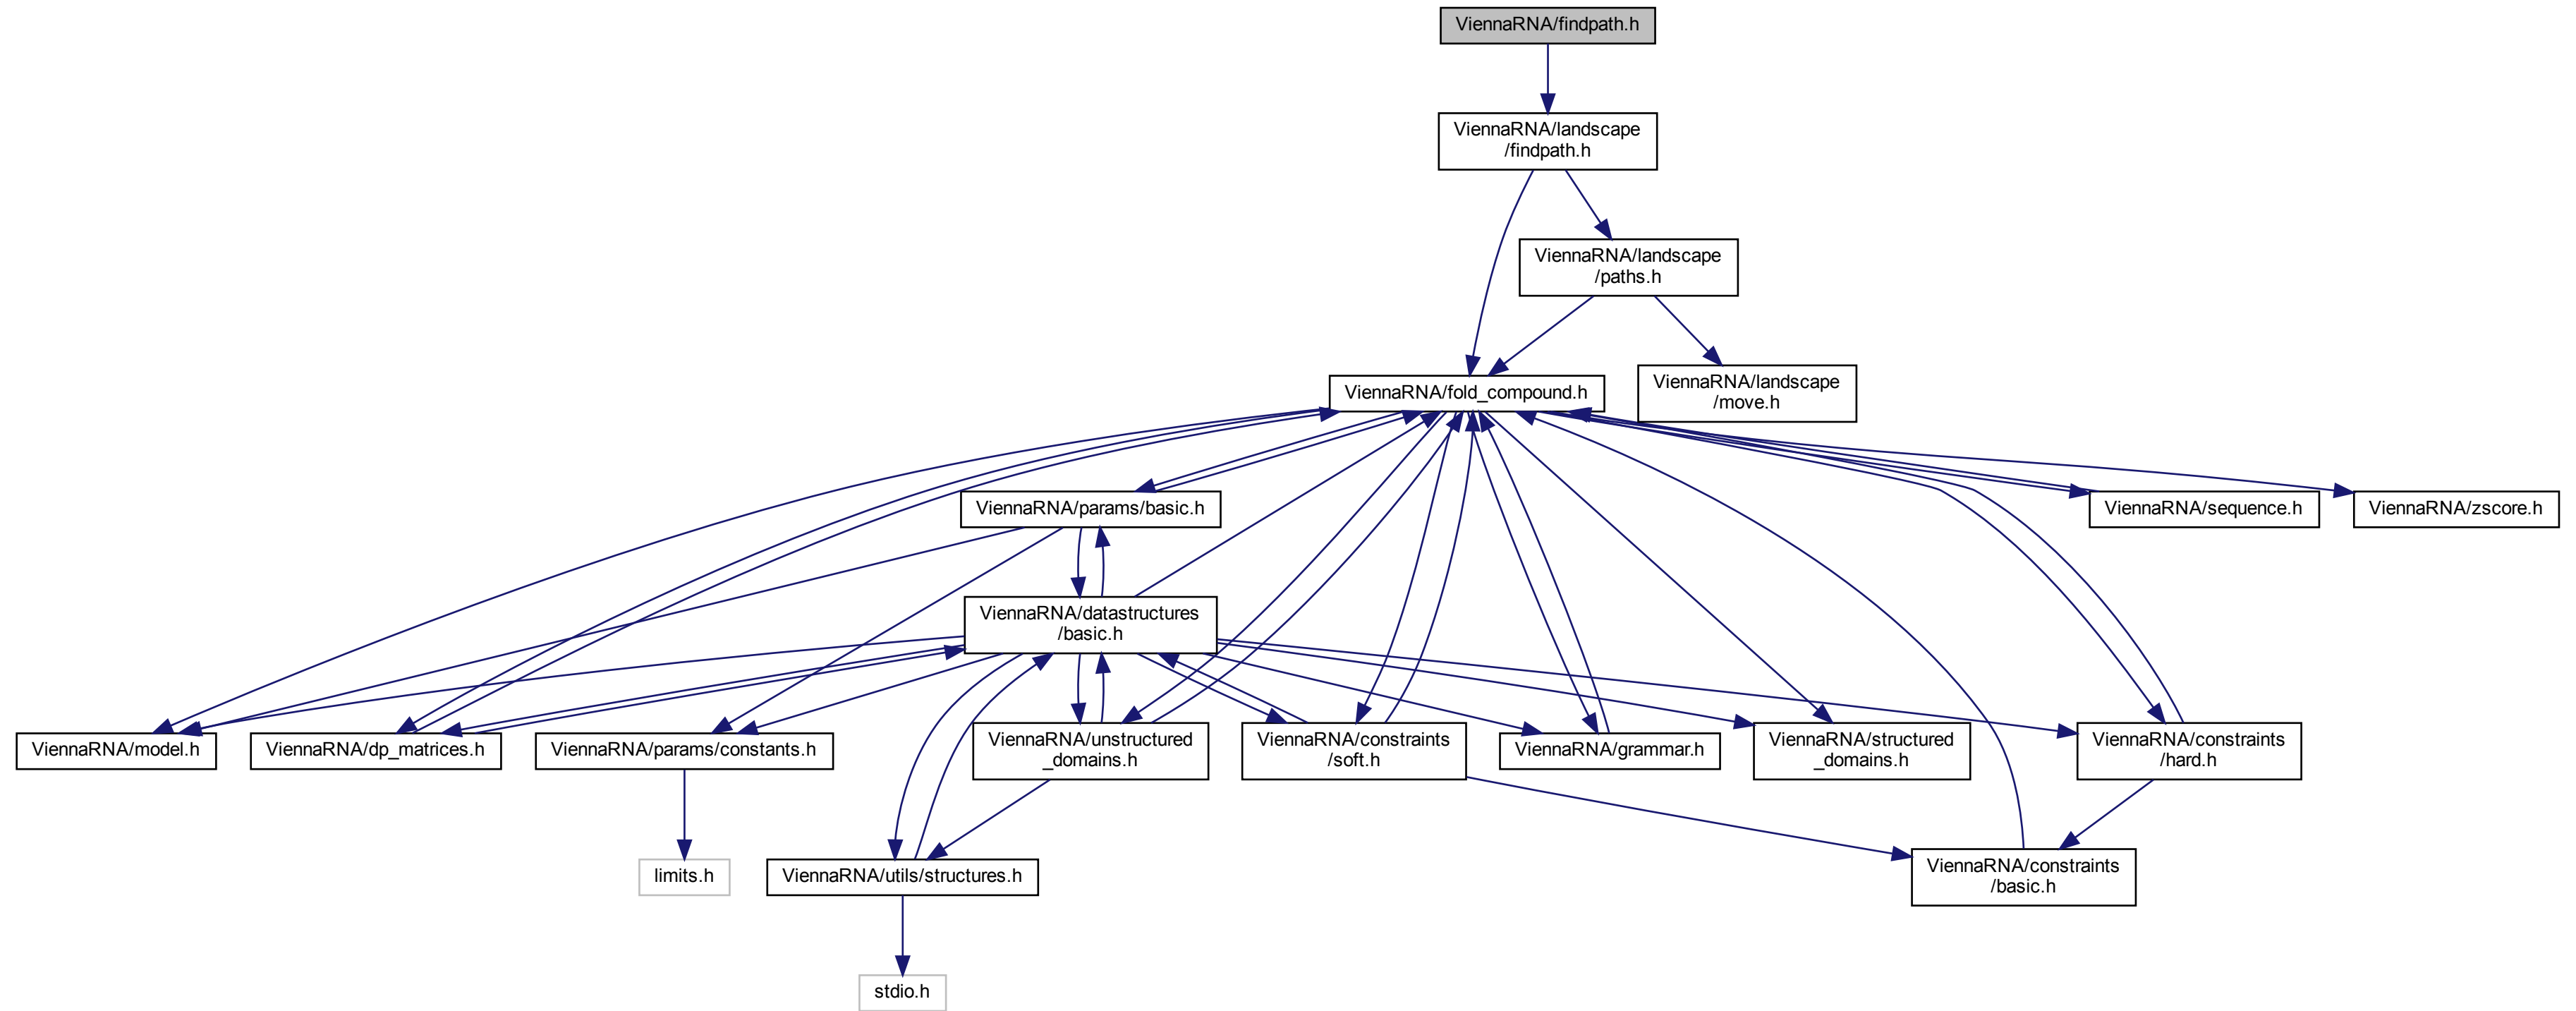 ViennaRNA/findpath.h
ViennaRNA/landscape
/findpath.h
ViennaRNA/landscape
/paths.h
ViennaRNA/fold_compound.h
ViennaRNA/landscape
/move.h
ViennaRNA/params/basic.h
ViennaRNA/sequence.h
ViennaRNA/zscore.h
ViennaRNA/datastructures
/basic.h
ViennaRNA/model.h
ViennaRNA/dp_matrices.h
ViennaRNA/params/constants.h
ViennaRNA/unstructured
_domains.h
ViennaRNA/constraints
/soft.h
ViennaRNA/grammar.h
ViennaRNA/structured
_domains.h
ViennaRNA/constraints
/hard.h
limits.h
ViennaRNA/utils/structures.h
ViennaRNA/constraints
/basic.h
stdio.h